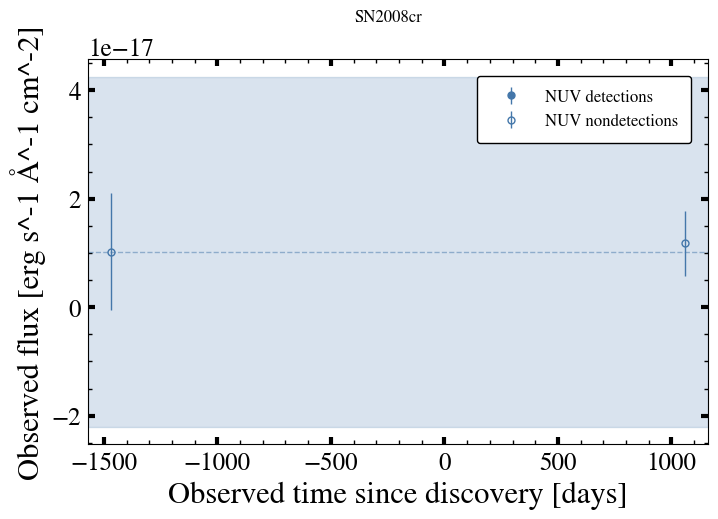 SN2008cr
1e−17
Observed flux [erg s^-1 Å^-1 cm^-2]
4
2
0
−2
NUV detections
NUV nondetections
−1500 −1000 −500 0 500 1000
Observed time since discovery [days]